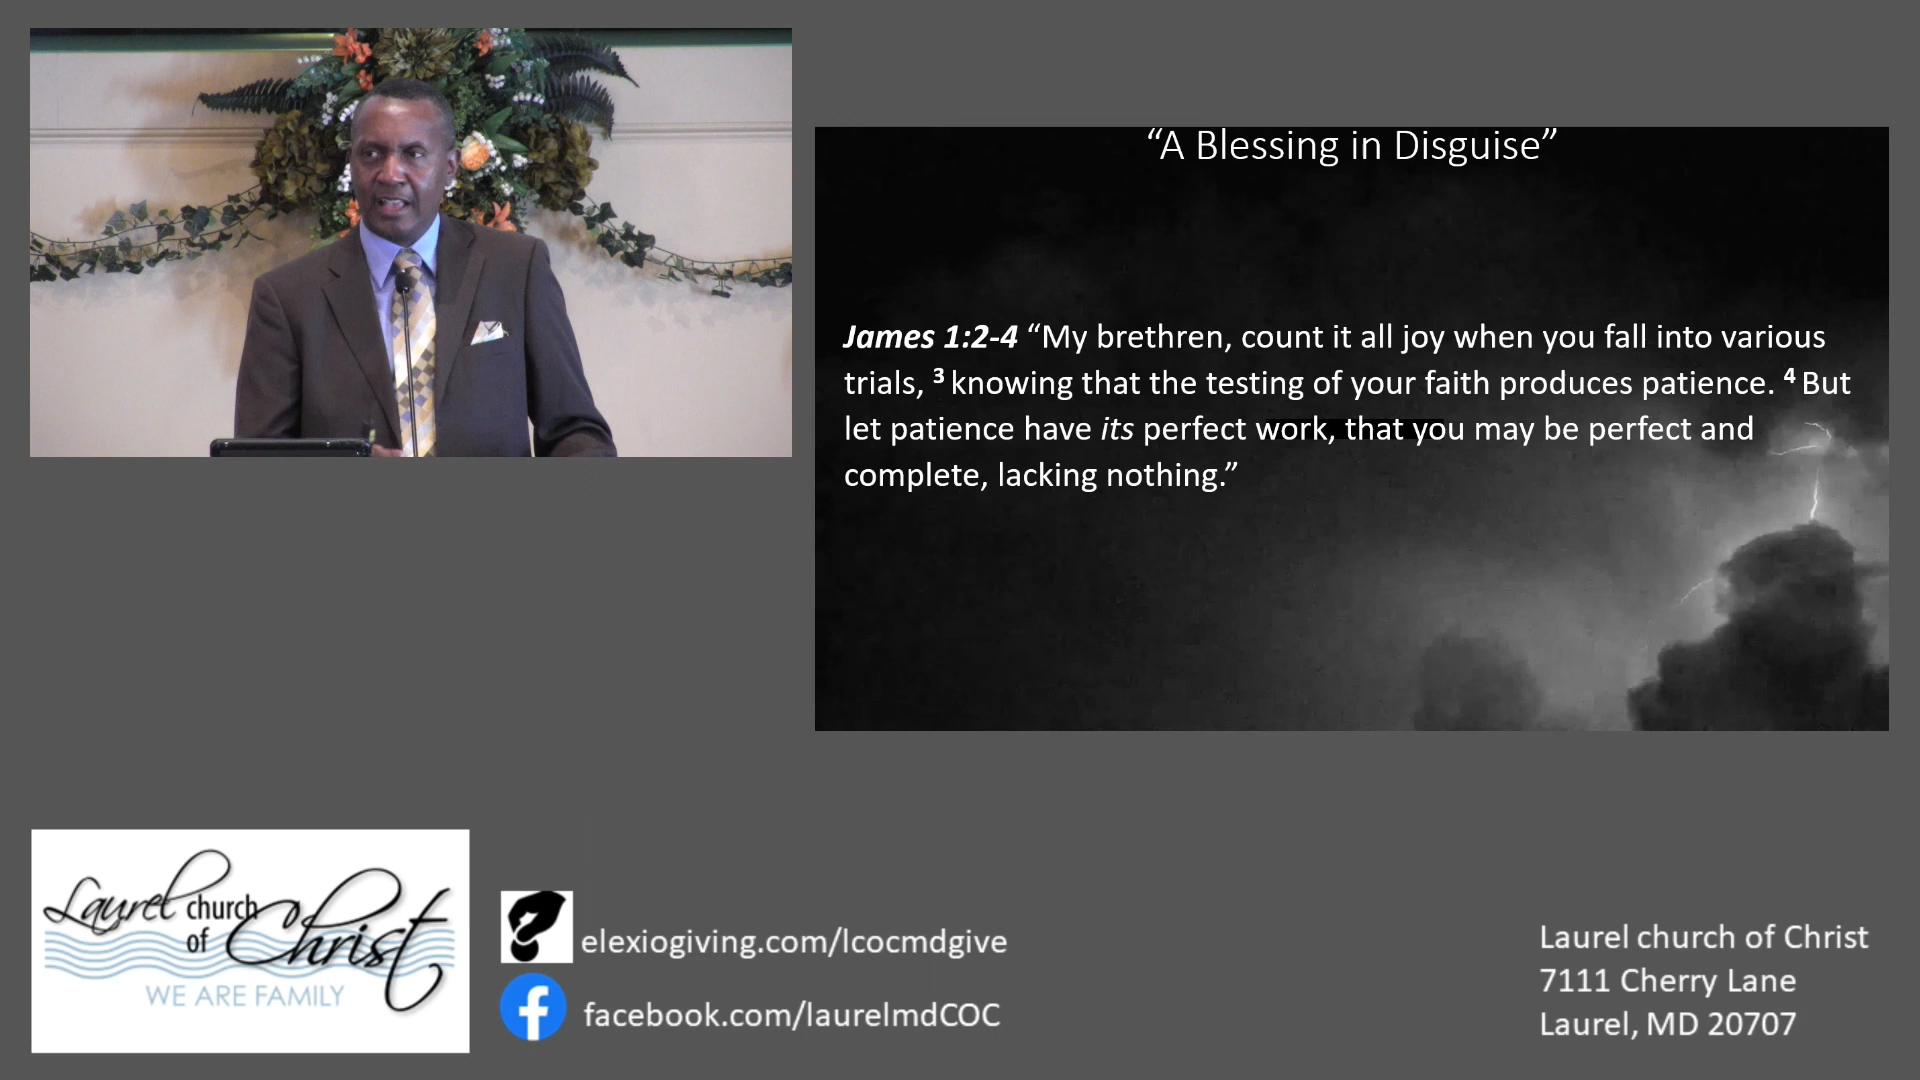 “A Blessing in Disguise”
James 1:2-4 “My brethren, count it all joy when you fall into various
trials, ³ knowing that the testing of your faith produces patience. ⁴ But
let patience have its perfect work, that you may be perfect and
complete, lacking nothing.”
Laurel church
of Christ
WE ARE FAMILY
elexiogiving.com/lcocmdgive
facebook.com/laurelmdCOC
Laurel church of Christ
7111 Cherry Lane
Laurel, MD 20707